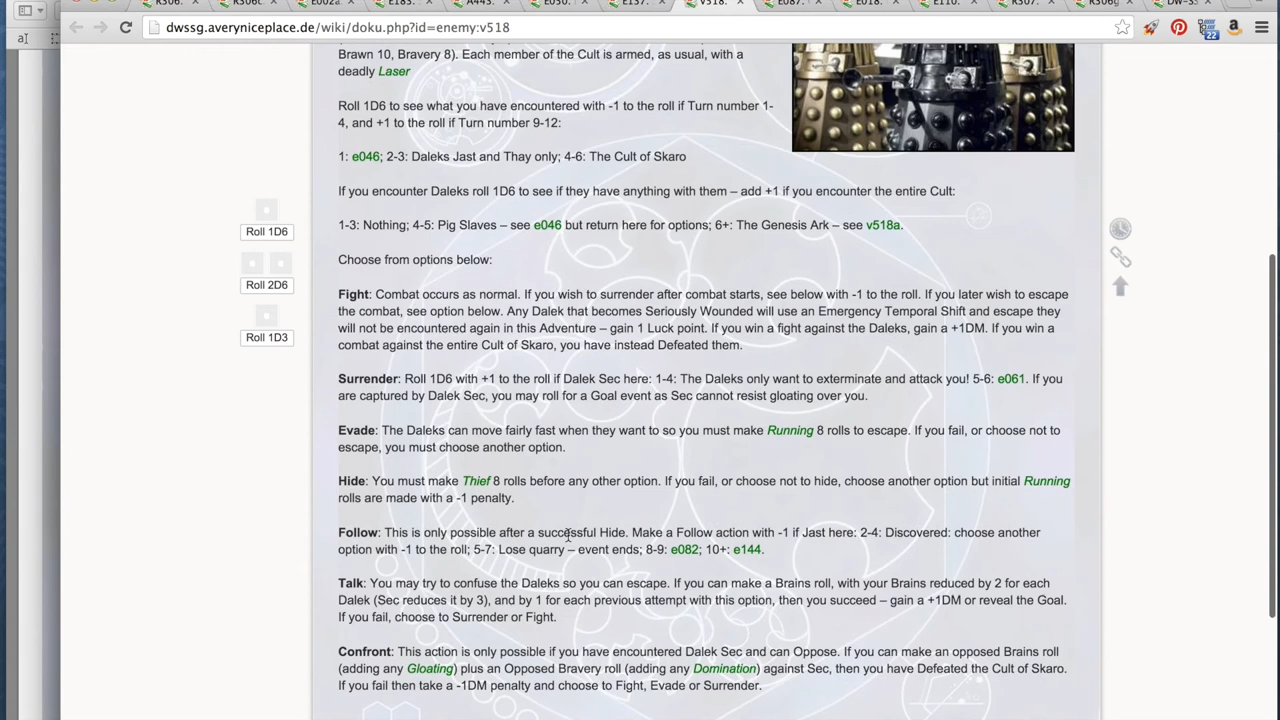 R306.
R306c
E002a
E183.
A443.
E050.
E137.
V518.
E087.
E018.
E110.
R307.
R306g
DW-3S
dwssg.averyniceplace.de/wiki/doku.php?id=enemy:v518
22
Brawn 10, Bravery 8). Each member of the Cult is armed, as usual, with a
deadly Laser
Roll 1D6 to see what you have encountered with -1 to the roll if Turn number 1-
4, and +1 to the roll if Turn number 9-12:
1: e046; 2-3: Daleks Jast and Thay only; 4-6: The Cult of Skaro
If you encounter Daleks roll 1D6 to see if they have anything with them – add +1 if you encounter the entire Cult:
1-3: Nothing; 4-5: Pig Slaves – see e046 but return here for options; 6+: The Genesis Ark – see v518a.
Choose from options below:
Roll 1D6
Roll 2D6
Roll 1D3
Fight: Combat occurs as normal. If you wish to surrender after combat starts, see below with -1 to the roll. If you later wish to escape
the combat, see option below. Any Dalek that becomes Seriously Wounded will use an Emergency Temporal Shift and escape they
will not be encountered again in this Adventure – gain 1 Luck point. If you win a fight against the Daleks, gain a +1DM. If you win a
combat against the entire Cult of Skaro, you have instead Defeated them.
Surrender: Roll 1D6 with +1 to the roll if Dalek Sec here: 1-4: The Daleks only want to exterminate and attack you! 5-6: e061. If you
are captured by Dalek Sec, you may roll for a Goal event as Sec cannot resist gloating over you.
Evade: The Daleks can move fairly fast when they want to so you must make Running 8 rolls to escape. If you fail, or choose not to
escape, you must choose another option.
Hide: You must make Thief 8 rolls before any other option. If you fail, or choose not to hide, choose another option but initial Running
rolls are made with a -1 penalty.
Follow: This is only possible after a successful Hide. Make a Follow action with -1 if Jast here: 2-4: Discovered: choose another
option with -1 to the roll; 5-7: Lose quarry – event ends; 8-9: e082; 10+: e144.
Talk: You may try to confuse the Daleks so you can escape. If you can make a Brains roll, with your Brains reduced by 2 for each
Dalek (Sec reduces it by 3), and by 1 for each previous attempt with this option, then you succeed – gain a +1DM or reveal the Goal.
If you fail, choose to Surrender or Fight.
Confront: This action is only possible if you have encountered Dalek Sec and can Oppose. If you can make an opposed Brains roll
(adding any Gloating) plus an Opposed Bravery roll (adding any Domination) against Sec, then you have Defeated the Cult of Skaro.
If you fail then take a -1DM penalty and choose to Fight, Evade or Surrender.